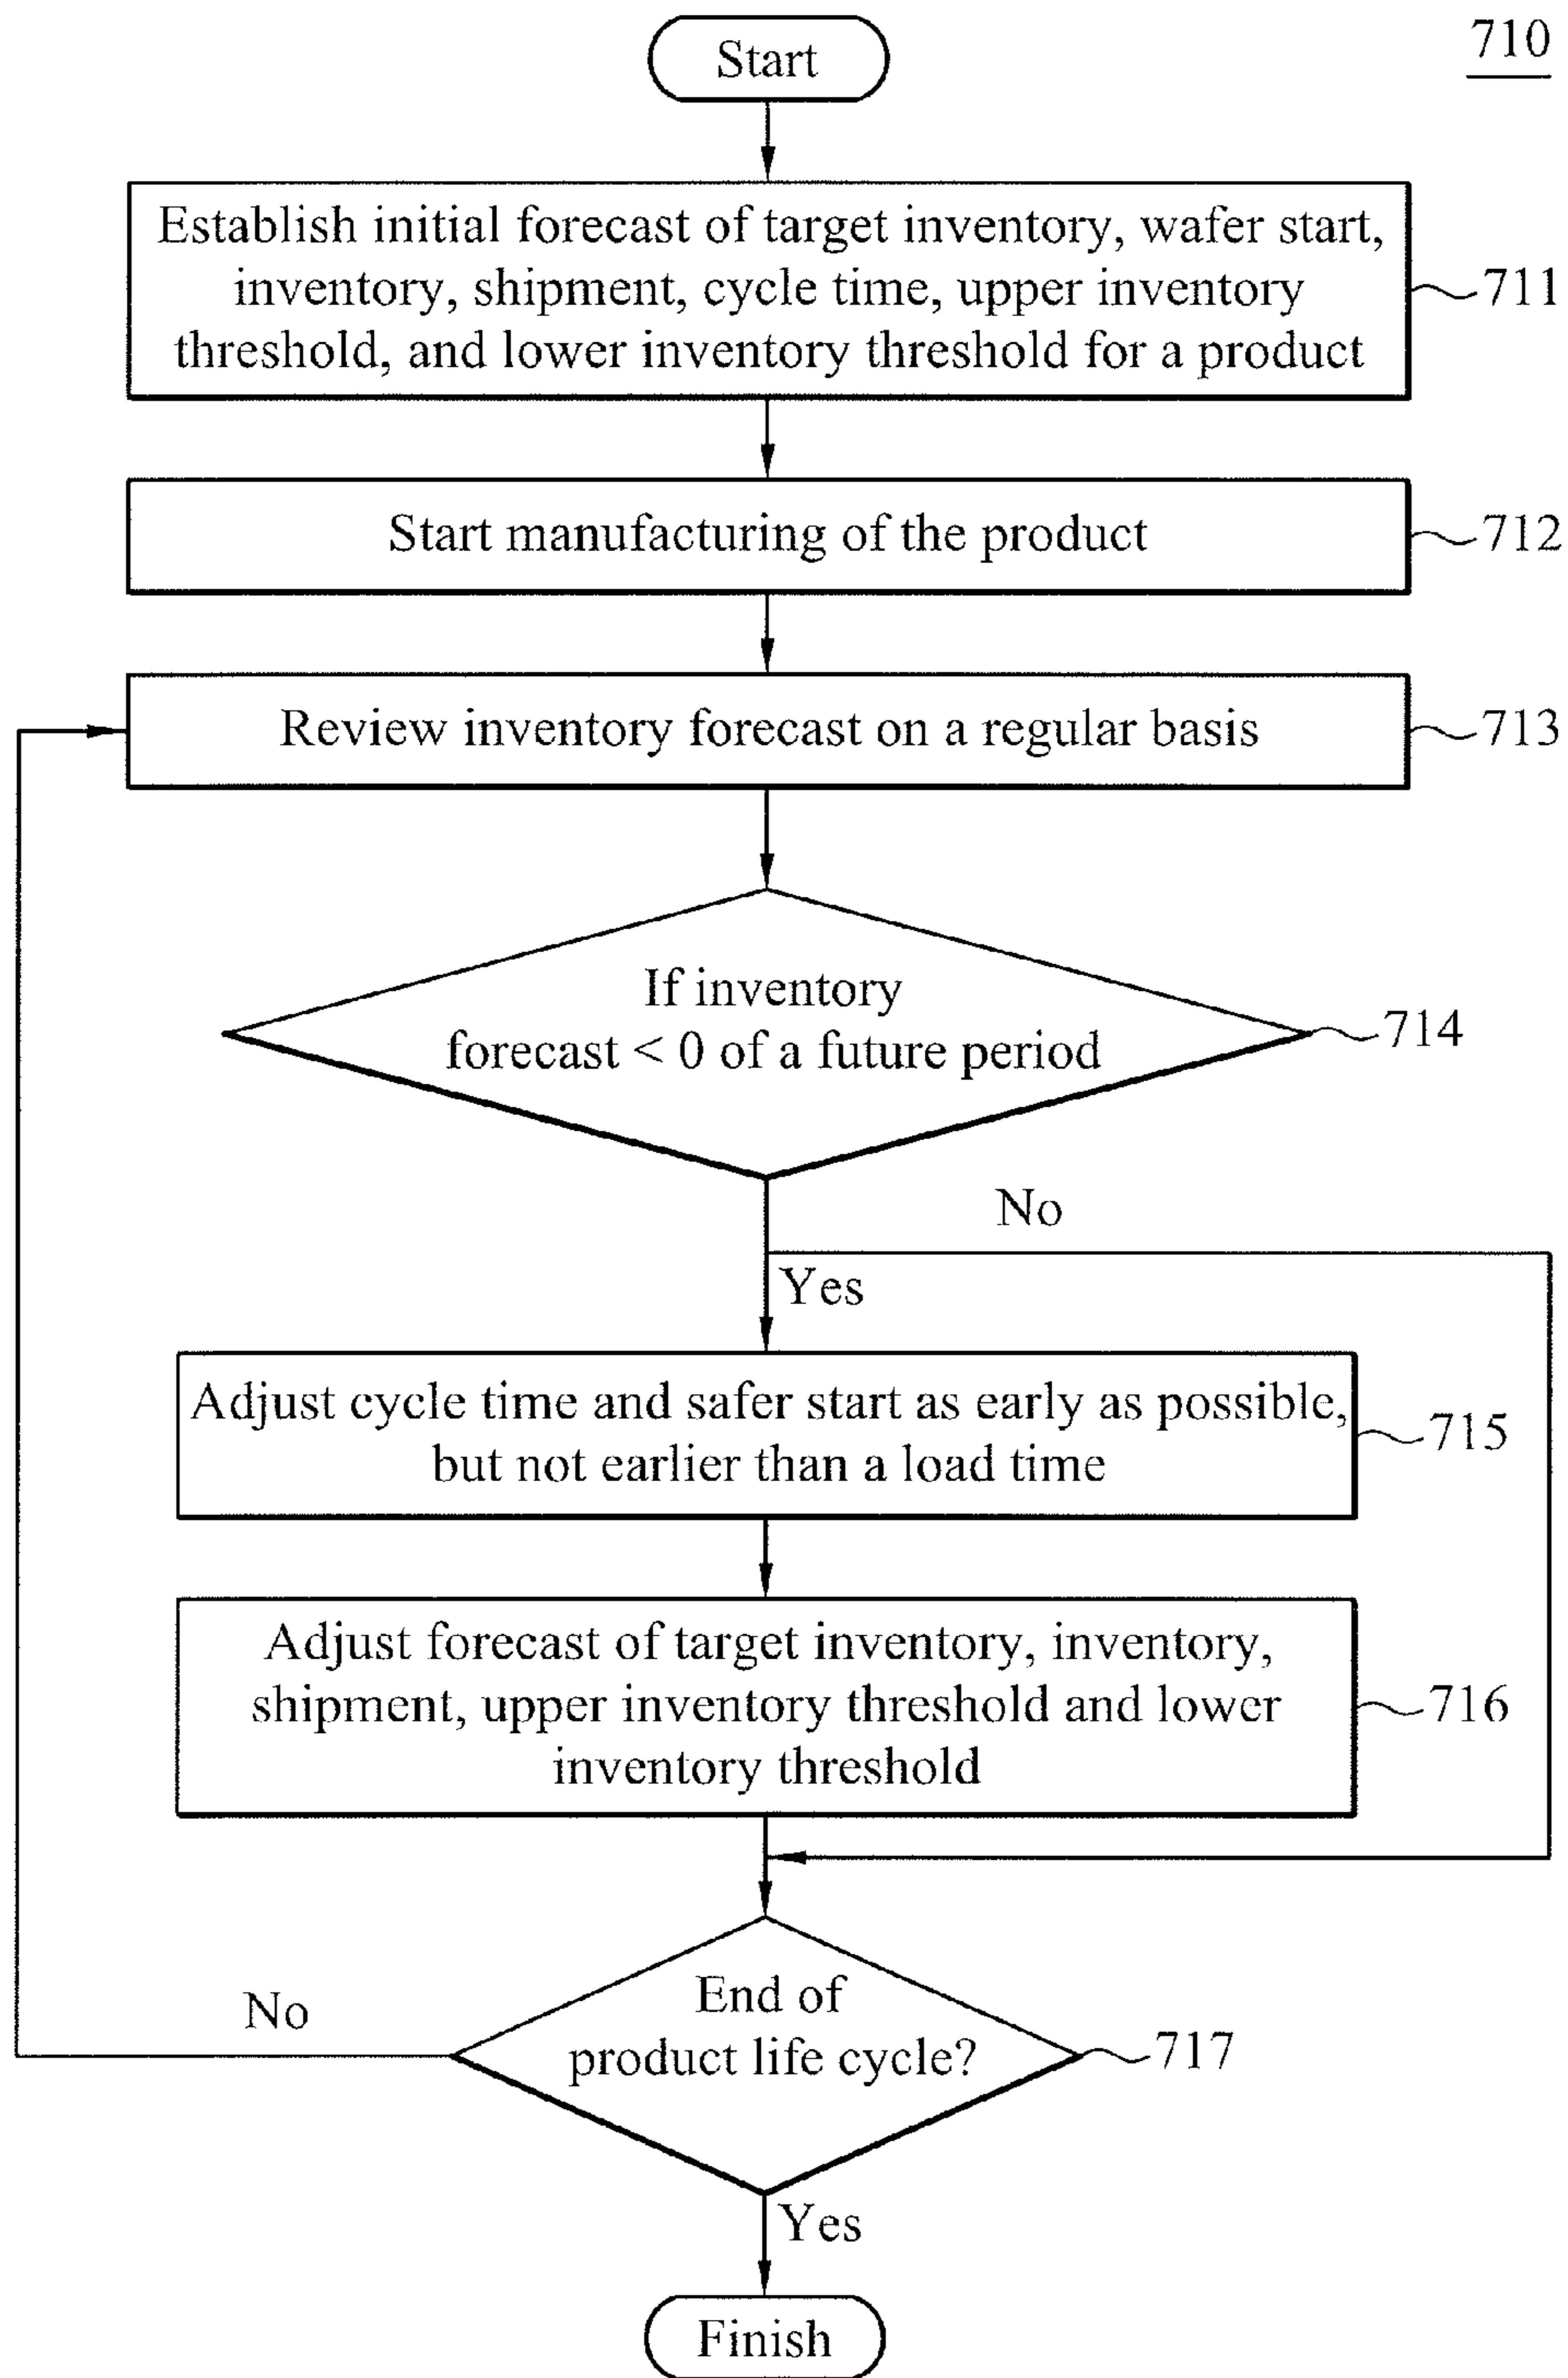 710
Start
Establish initial forecast of target inventory, wafer start,
inventory, shipment, cycle time, upper inventory
threshold, and lower inventory threshold for a product
711
Start manufacturing of the product
712
Review inventory forecast on a regular basis
713
If inventory
forecast < 0 of a future period
714
No
Yes
Adjust cycle time and safer start as early as possible,
but not earlier than a load time
715
Adjust forecast of target inventory, inventory,
shipment, upper inventory threshold and lower
inventory threshold
716
End of
product life cycle?
717
No
Yes
Finish